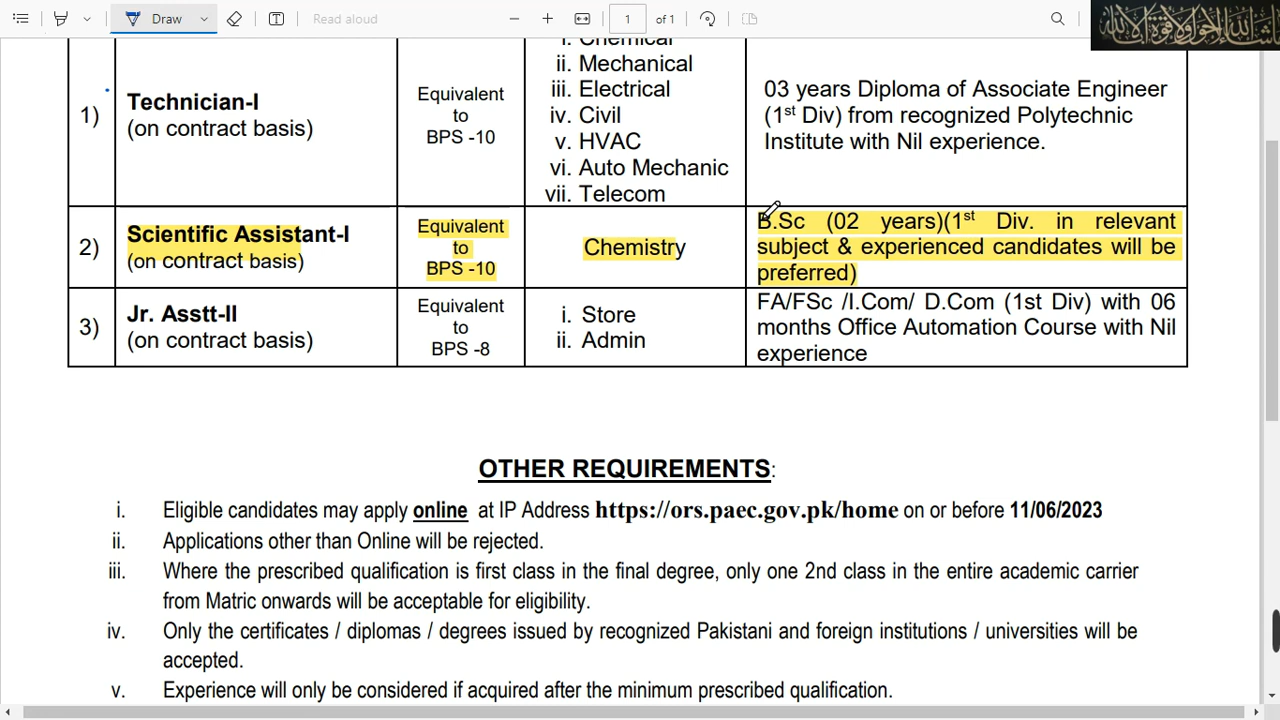 Draw
Read aloud
1 of 1
ما شاء الله لا حول ولا قوة إلا بالله
i. Chemical
ii. Mechanical
iii. Electrical
iv. Civil
v. HVAC
vi. Auto Mechanic
vii. Telecom
1)
Technician-I
(on contract basis)
Equivalent
to
BPS -10
03 years Diploma of Associate Engineer
(1st Div) from recognized Polytechnic
Institute with Nil experience.
2)
Scientific Assistant-I
(on contract basis)
Equivalent
to
BPS -10
Chemistry
B.Sc (02 years)(1st Div. in relevant
subject & experienced candidates will be
preferred)
3)
Jr. Asstt-II
(on contract basis)
Equivalent
to
BPS -8
i. Store
ii. Admin
FA/FSc /I.Com/ D.Com (1st Div) with 06
months Office Automation Course with Nil
experience
OTHER REQUIREMENTS:
i. Eligible candidates may apply online at IP Address https://ors.paec.gov.pk/home on or before 11/06/2023
ii. Applications other than Online will be rejected.
iii. Where the prescribed qualification is first class in the final degree, only one 2nd class in the entire academic carrier
from Matric onwards will be acceptable for eligibility.
iv. Only the certificates / diplomas / degrees issued by recognized Pakistani and foreign institutions / universities will be
accepted.
v. Experience will only be considered if acquired after the minimum prescribed qualification.